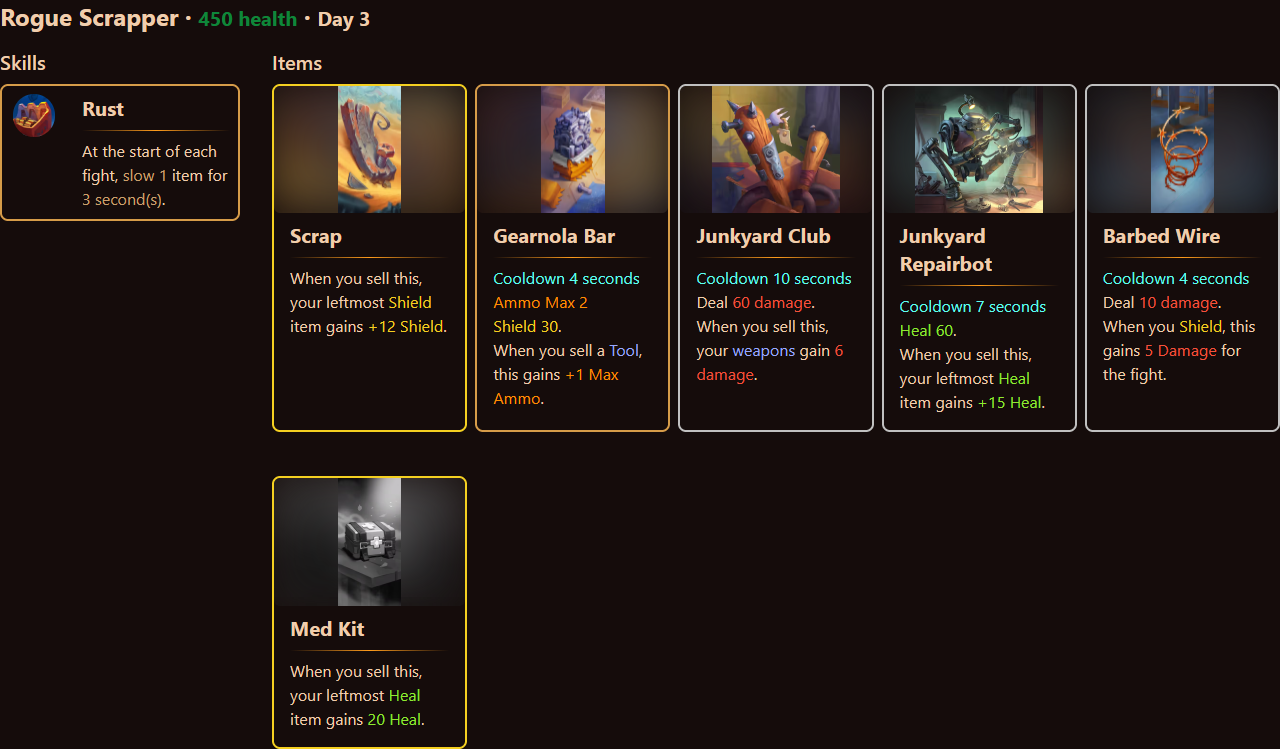 Rogue Scrapper • 450 health • Day 3
Skills
Rust
At the start of each
fight, slow 1 item for
3 second(s).
Items
Scrap
When you sell this,
your leftmost Shield
item gains +12 Shield.
Gearnola Bar
Cooldown 4 seconds
Ammo Max 2
Shield 30.
When you sell a Tool,
this gains +1 Max
Ammo.
Junkyard Club
Cooldown 10 seconds
Deal 60 damage.
When you sell this,
your weapons gain 6
damage.
Junkyard
Repairbot
Cooldown 7 seconds
Heal 60.
When you sell this,
your leftmost Heal
item gains +15 Heal.
Barbed Wire
Cooldown 4 seconds
Deal 10 damage.
When you Shield, this
gains 5 Damage for
the fight.
Med Kit
When you sell this,
your leftmost Heal
item gains 20 Heal.